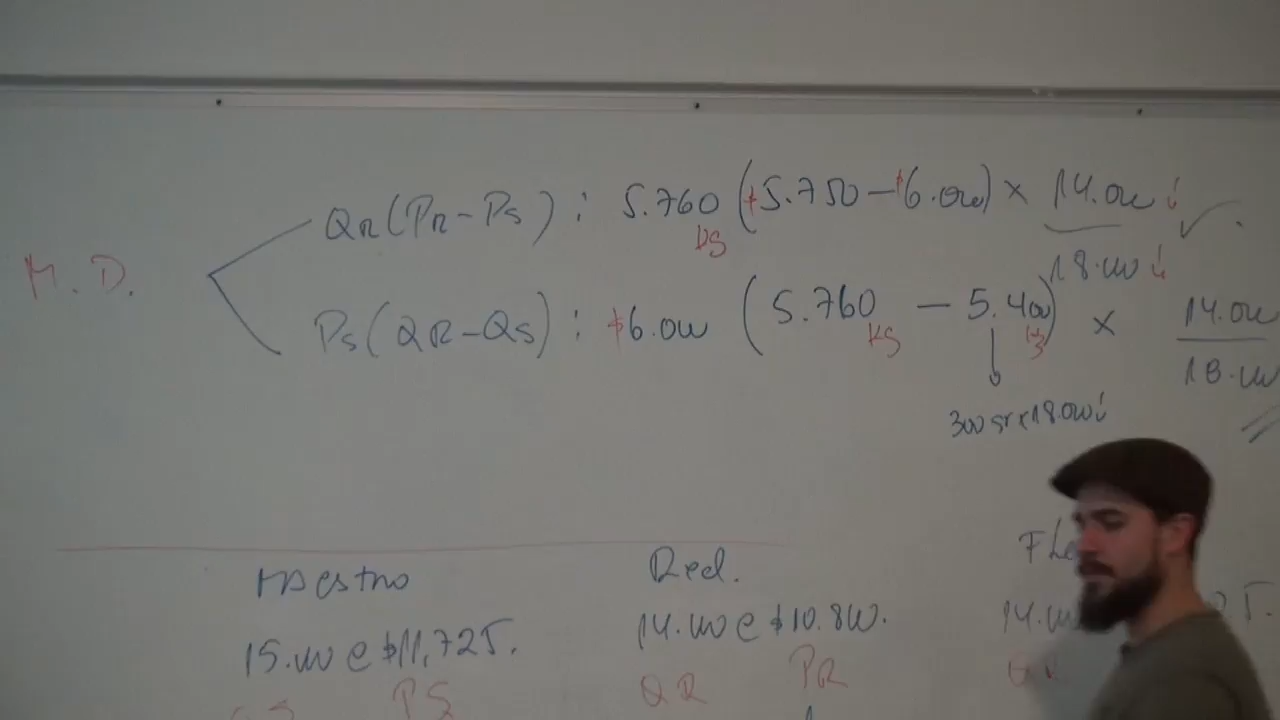 QR(PR-PS) : 5.760 ($5.750-$6.000) × 14.000 i
KS
18.000 i
M.D.
PS(QR-QS) : $6.000 (5.760 - 5.400) × 14.000
KS
18.000
300 gr x 18.000 i
Maestro Red.
15.000 @ $11,725. 14.000 @ $10.800.
QS PS QR PR